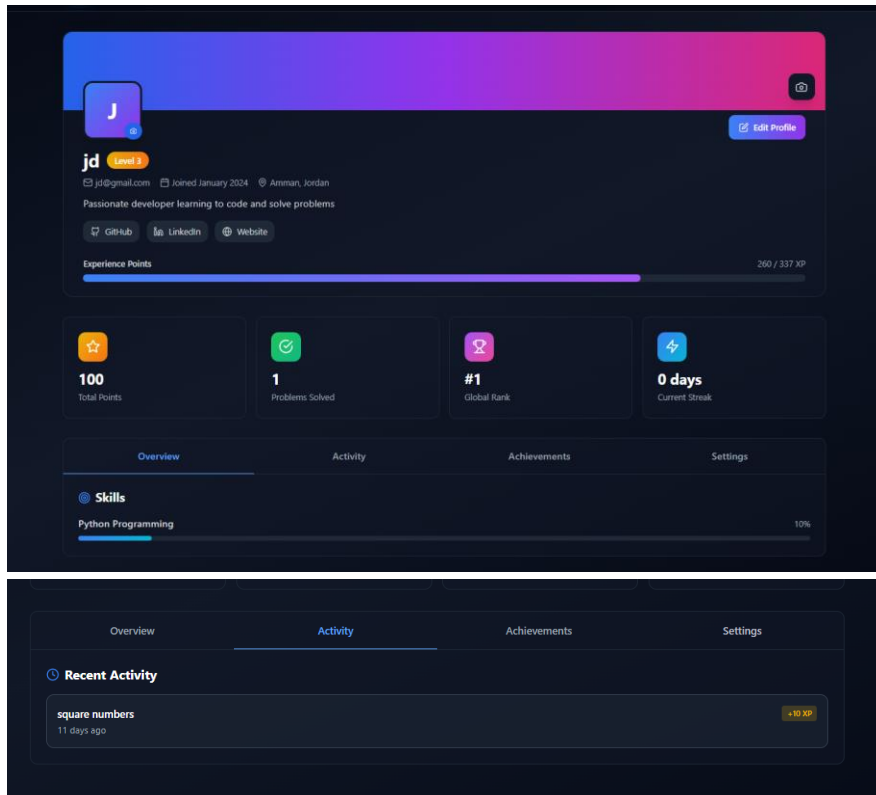 J
Edit Profile
jd Level 3
jd@gmail.com Joined January 2024 Amman, Jordan
Passionate developer learning to code and solve problems
GitHub LinkedIn Website
Experience Points 260 / 337 XP
100 1 #1 0 days
Total Points Problems Solved Global Rank Current Streak
Overview Activity Achievements Settings
Skills
Python Programming 10%
Overview Activity Achievements Settings
Recent Activity
square numbers +10 XP
11 days ago